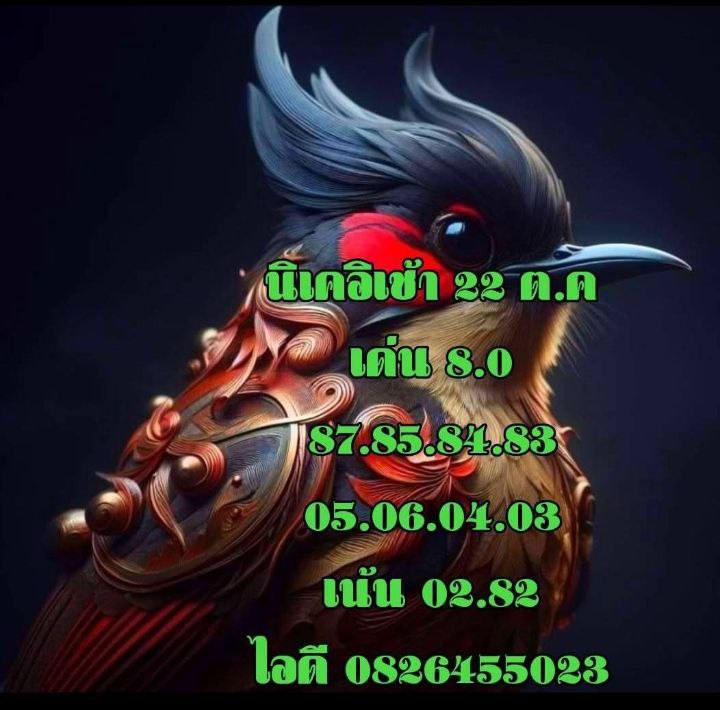 นิเคอิเช้า 22 ต.ค
เด่น 8.0
87.85.84.83
05.06.04.03
เน้น 02.82
ไอดี 0826455023